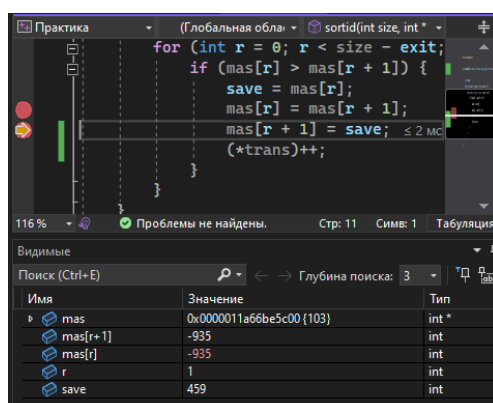 Практика (Глобальная облас sortid(int size, int *
for (int r = 0; r < size - exit;
if (mas[r] > mas[r + 1]) {
save = mas[r];
mas[r] = mas[r + 1];
mas[r + 1] = save; ≤ 2 мс
(*trans)++;
}
}
}
116 % Проблемы не найдены. Стр: 11 Симв: 1 Табуляция
Видимые
Поиск (Ctrl+E) Глубина поиска: 3
Имя Значение Тип
mas 0x0000011a66be5c00 {103} int *
mas[r+1] -935 int
mas[r] -935 int
r 1 int
save 459 int